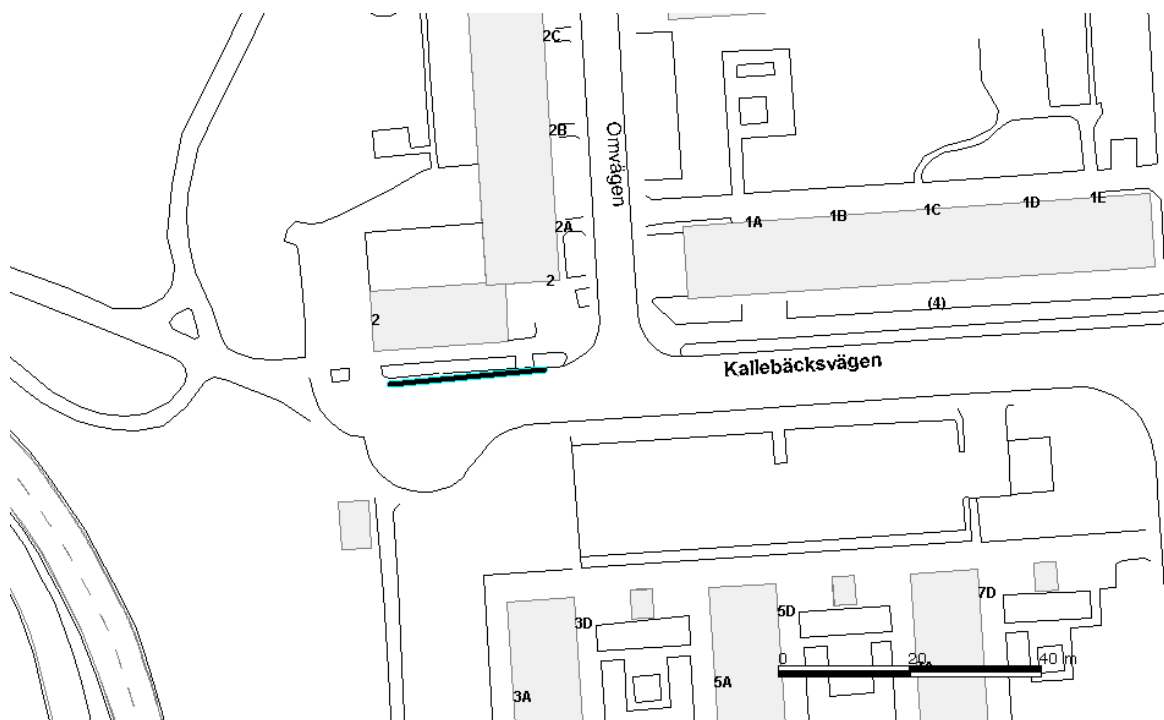 2C
2B
Omvägen
2A
1A
1B
1C
1D
1E
2
(4)
2
Kallebäcksvägen
3D
5D
7D
0
20
40 m
3A
5A